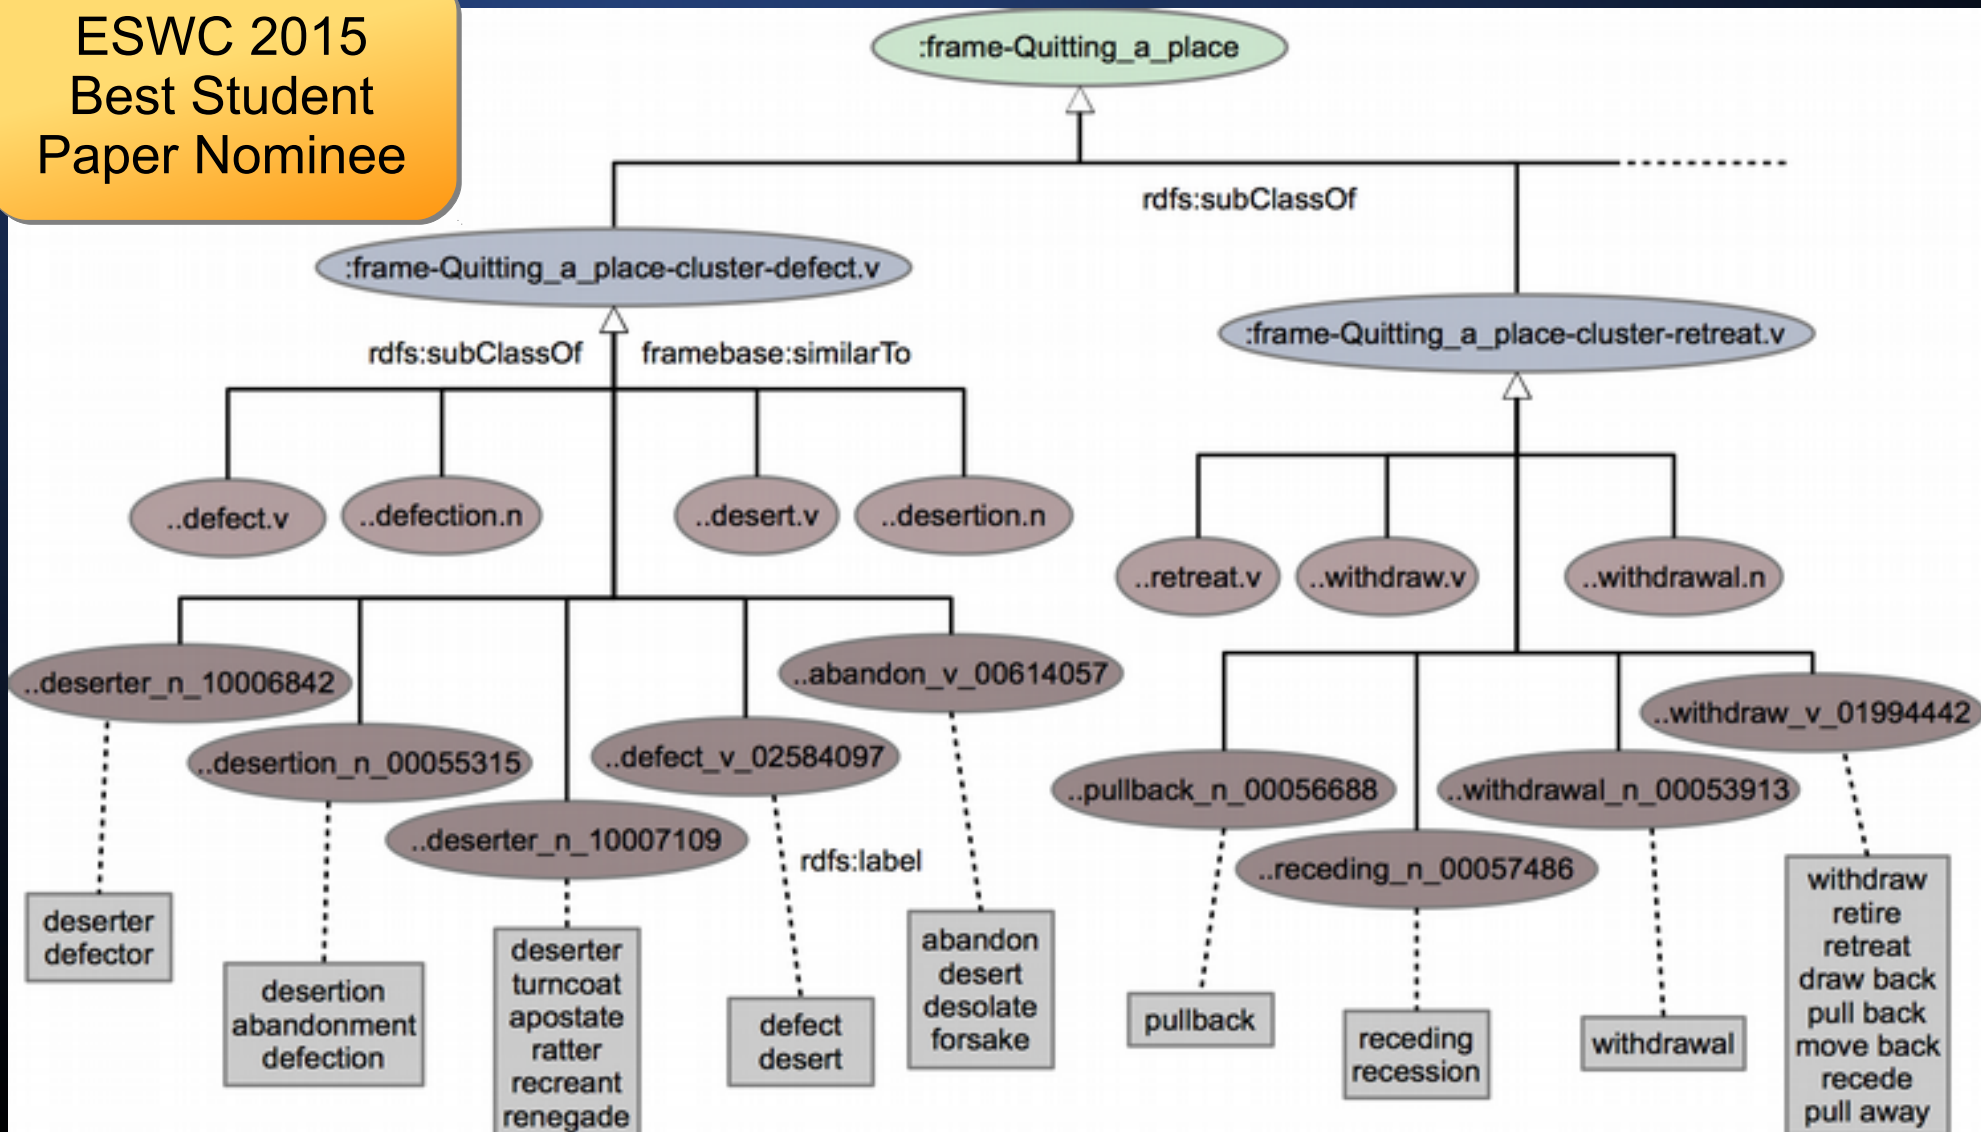 ESWC 2015
Best Student
Paper Nominee
:frame-Quitting_a_place
rdfs:subClassOf
:frame-Quitting_a_place-cluster-defect.v
:frame-Quitting_a_place-cluster-retreat.v
rdfs:subClassOf
framebase:similarTo
..defect.v
..defection.n
..desert.v
..desertion.n
..retreat.v
..withdraw.v
..withdrawal.n
..deserter_n_10006842
..desertion_n_00055315
..deserter_n_10007109
..defect_v_02584097
..abandon_v_00614057
..pullback_n_00056688
..receding_n_00057486
..withdrawal_n_00053913
..withdraw_v_01994442
rdfs:label
deserter
defector
desertion
abandonment
defection
deserter
turncoat
apostate
ratter
recreant
renegade
defect
desert
abandon
desert
desolate
forsake
pullback
receding
recession
withdrawal
withdraw
retire
retreat
draw back
pull back
move back
recede
pull away